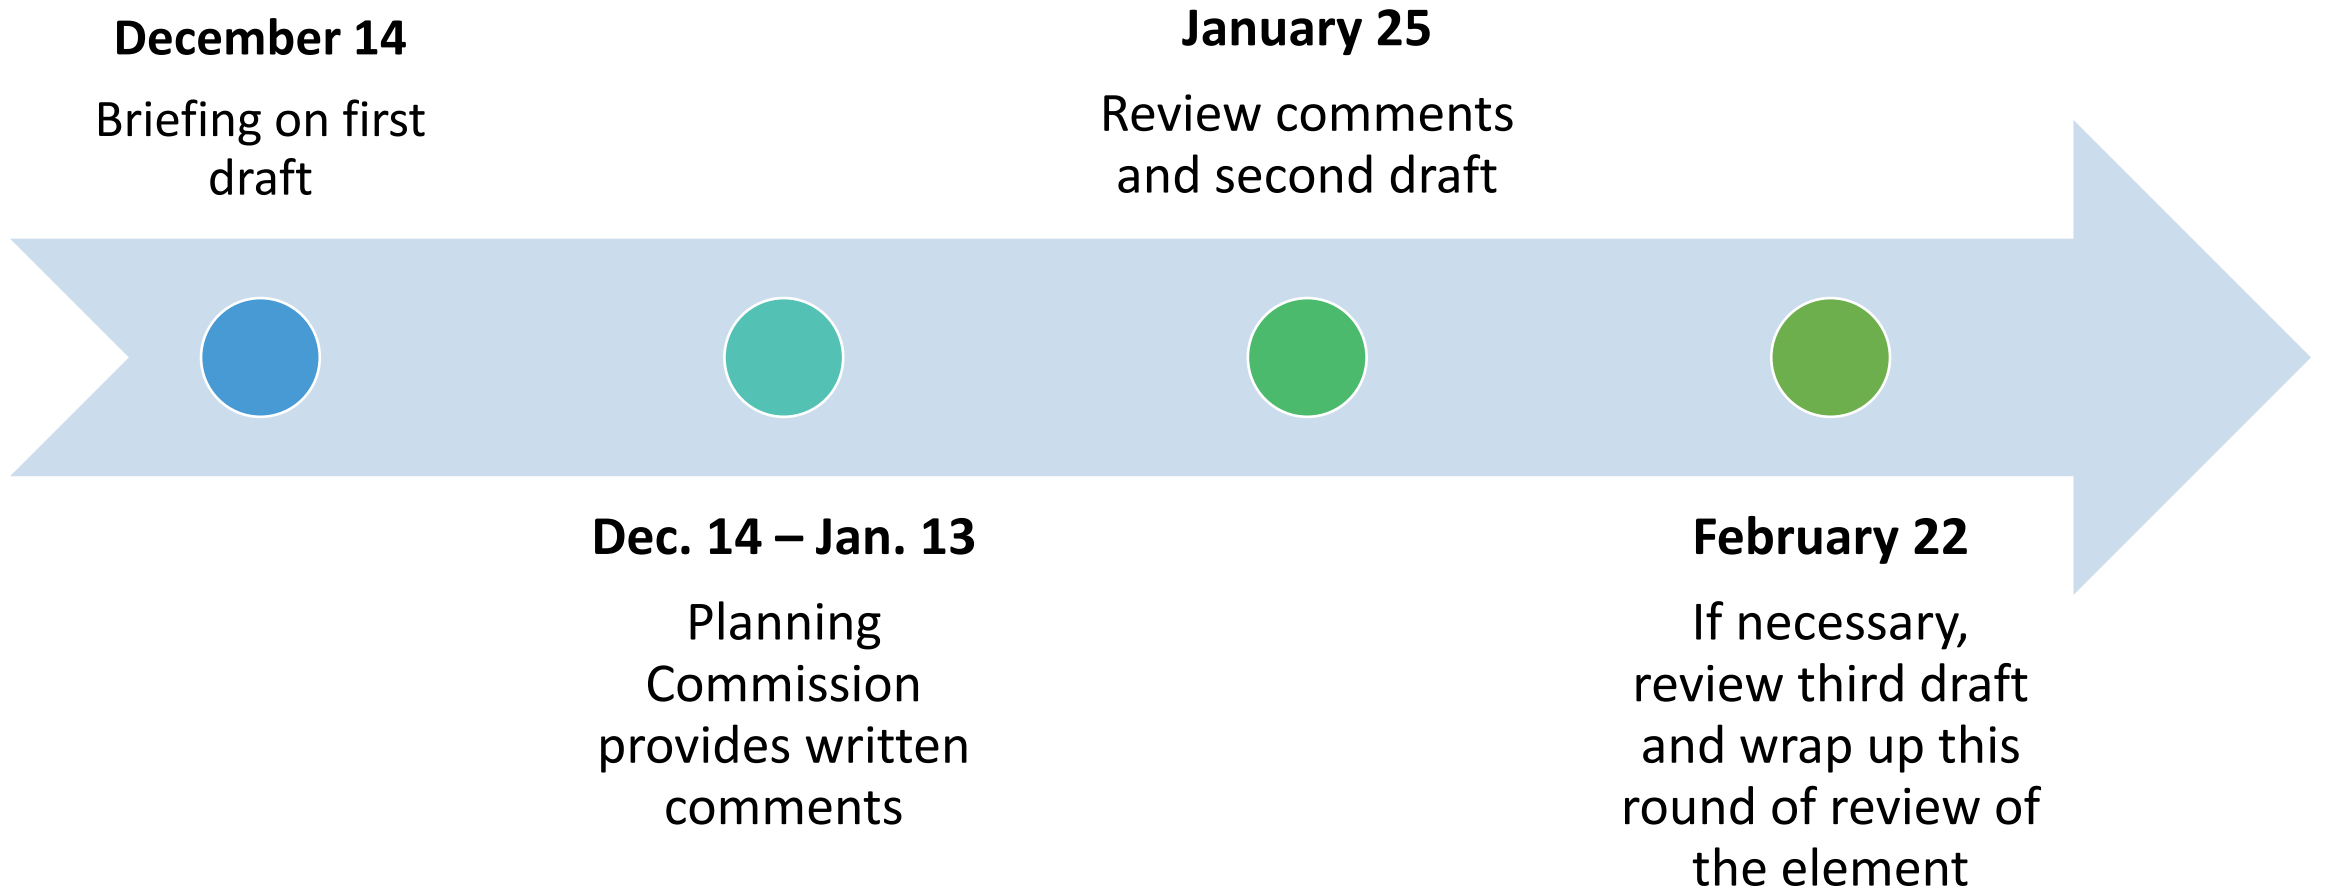 December 14
Briefing on first
draft
Dec. 14 – Jan. 13
Planning
Commission
provides written
comments
January 25
Review comments
and second draft
February 22
If necessary,
review third draft
and wrap up this
round of review of
the element